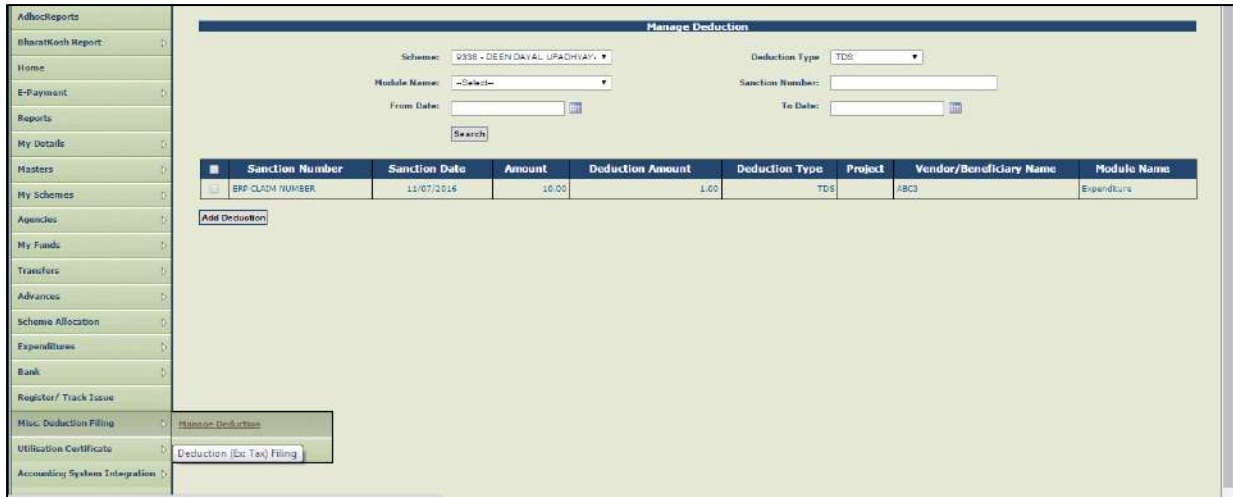 AdhocReports
BharatKosh Report
Home
E-Payment
Reports
My Details
Masters
My Schemes
Agencies
My Funds
Transfers
Advances
Scheme Allocation
Expenditures
Bank
Register/ Track Issue
Misc. Deduction Filing
Utilisation Certificate
Accounting System Integration
Manage Deduction
Deduction (Ex: Tax) Filing
Manage Deduction
Scheme: 9338 - DEEN DAYAL UPADHYAY Deduction Type TDS
Module Name: --Select-- Sanction Number:
From Date: To Date:
Search
Sanction Number Sanction Date Amount Deduction Amount Deduction Type Project Vendor/Beneficiary Name Module Name
ERP CLAIM NUMBER 11/07/2016 10.00 1.00 TDS ABC3 Expenditure
Add Deduction